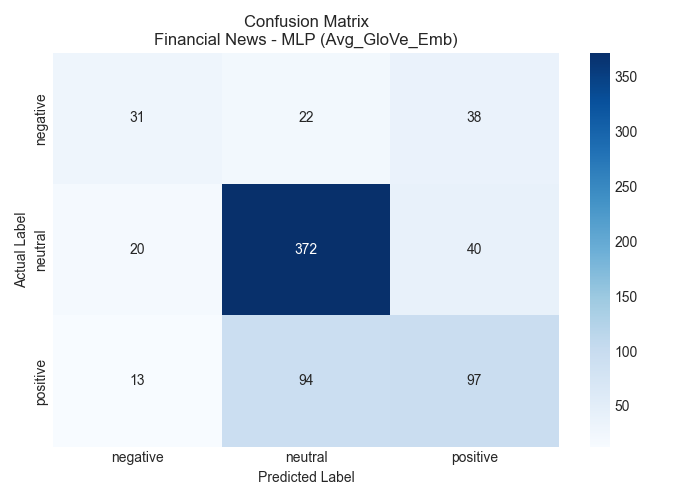 Confusion Matrix
Financial News - MLP (Avg_GloVe_Emb)
Actual Label
negative
neutral
positive
31 22 38
20 372 40
13 94 97
negative neutral positive
Predicted Label
350
300
250
200
150
100
50